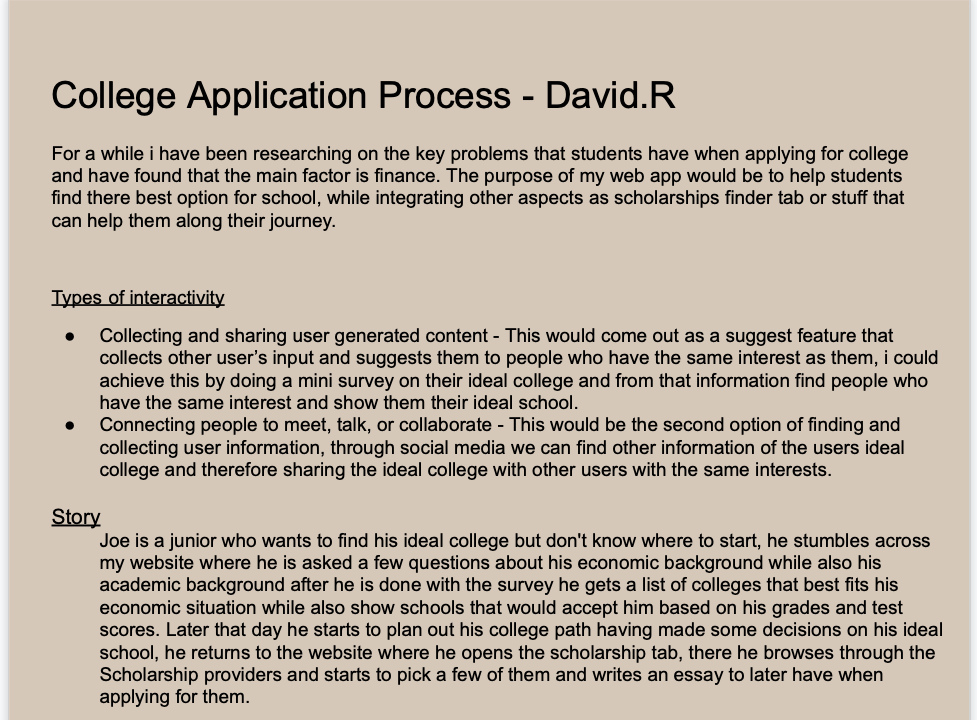 College Application Process - David.R
For a while i have been researching on the key problems that students have when applying for college
and have found that the main factor is finance. The purpose of my web app would be to help students
find there best option for school, while integrating other aspects as scholarships finder tab or stuff that
can help them along their journey.
Types of interactivity
● Collecting and sharing user generated content - This would come out as a suggest feature that
collects other user’s input and suggests them to people who have the same interest as them, i could
achieve this by doing a mini survey on their ideal college and from that information find people who
have the same interest and show them their ideal school.
● Connecting people to meet, talk, or collaborate - This would be the second option of finding and
collecting user information, through social media we can find other information of the users ideal
college and therefore sharing the ideal college with other users with the same interests.
Story
Joe is a junior who wants to find his ideal college but don't know where to start, he stumbles across
my website where he is asked a few questions about his economic background while also his
academic background after he is done with the survey he gets a list of colleges that best fits his
economic situation while also show schools that would accept him based on his grades and test
scores. Later that day he starts to plan out his college path having made some decisions on his ideal
school, he returns to the website where he opens the scholarship tab, there he browses through the
Scholarship providers and starts to pick a few of them and writes an essay to later have when
applying for them.